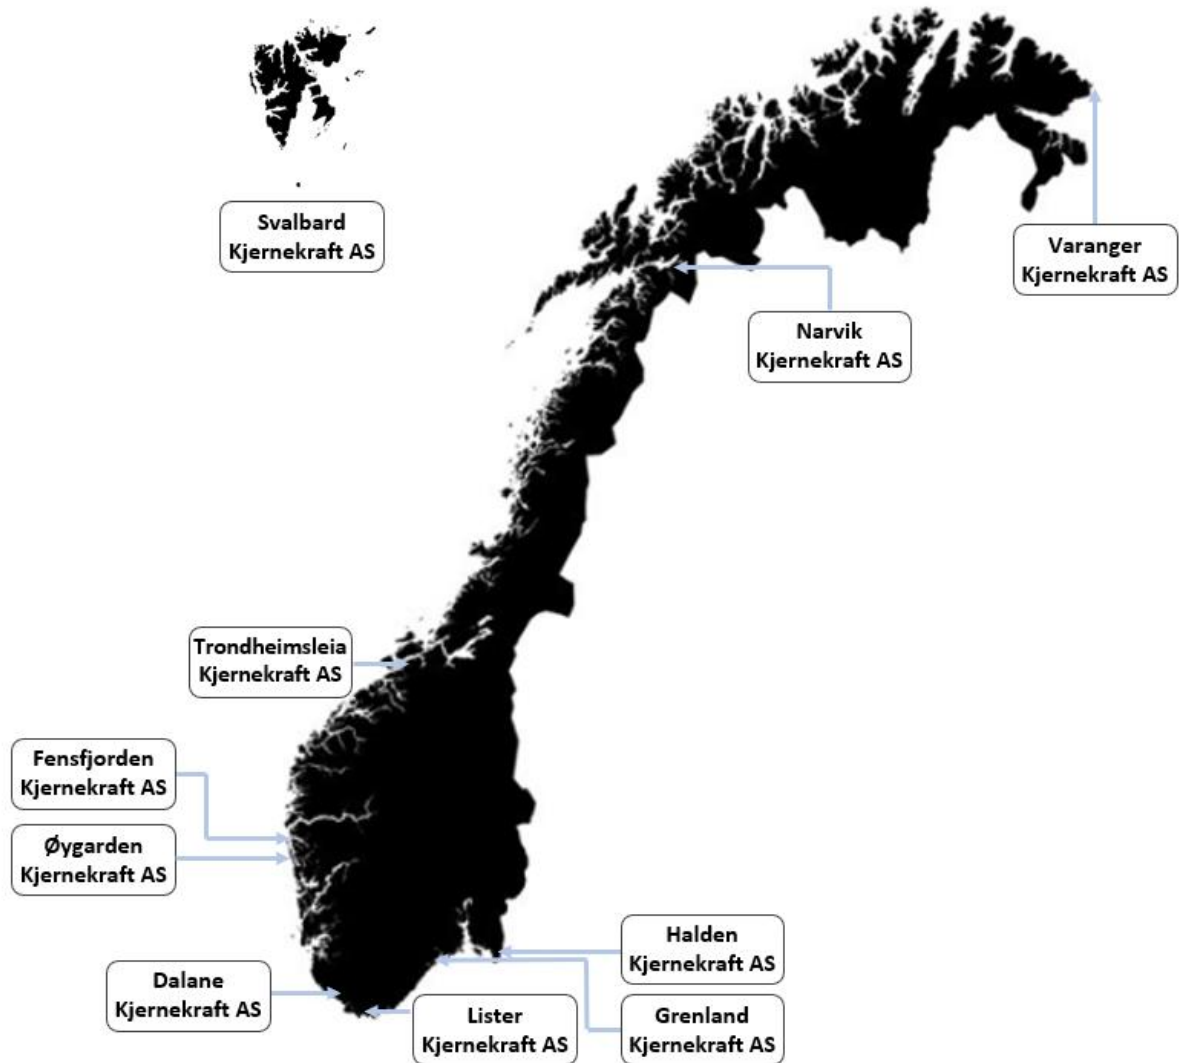 Svalbard
Kjernekraft AS
Varanger
Kjernekraft AS
Narvik
Kjernekraft AS
Trondheimsleia
Kjernekraft AS
Fensfjorden
Kjernekraft AS
Øygarden
Kjernekraft AS
Halden
Kjernekraft AS
Dalane
Kjernekraft AS
Lister
Kjernekraft AS
Grenland
Kjernekraft AS